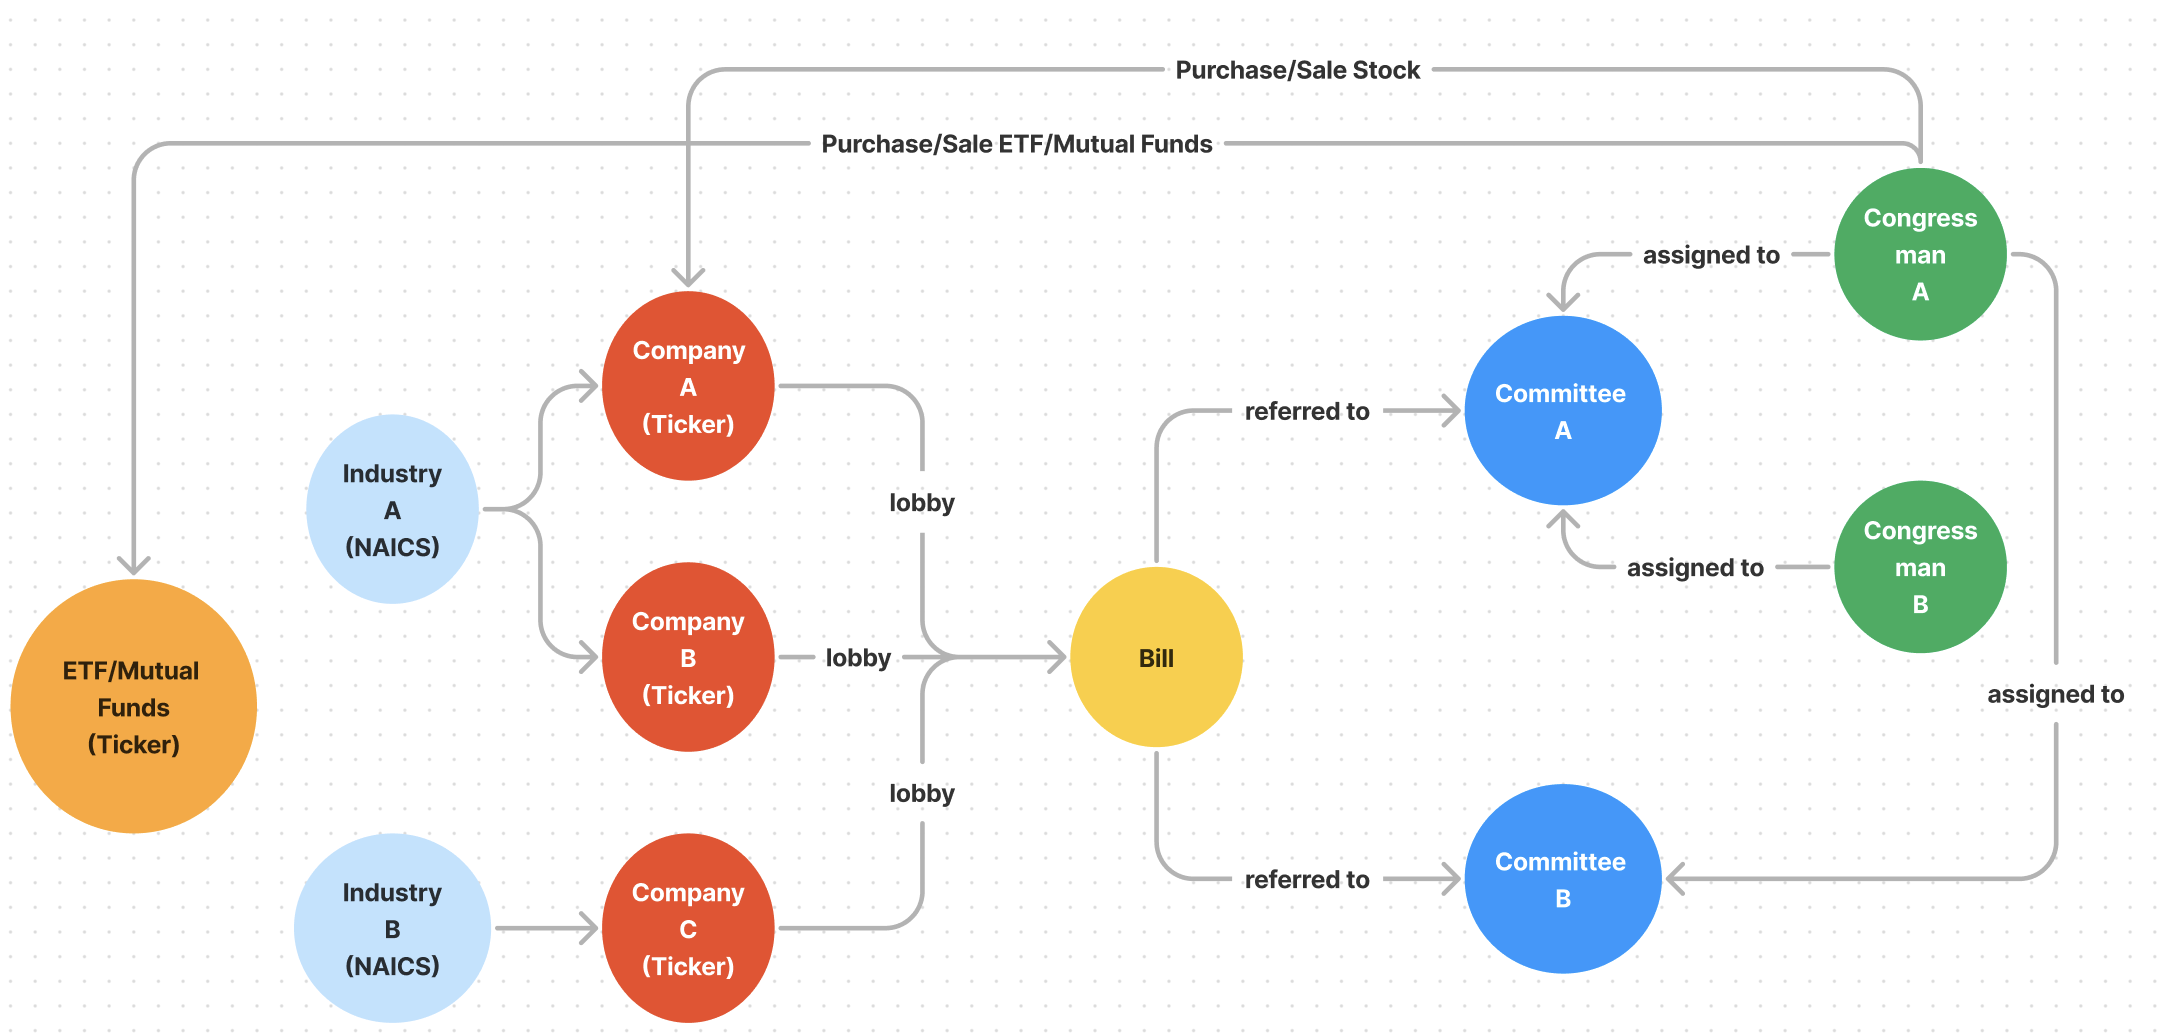 Purchase/Sale Stock
Purchase/Sale ETF/Mutual Funds
Congress
man
A
assigned to
Company
A
(Ticker)
Committee
A
referred to
Industry
A
(NAICS)
lobby
Congress
man
B
assigned to
Company
B
(Ticker)
lobby
Bill
ETF/Mutual
Funds
(Ticker)
assigned to
lobby
Industry
B
(NAICS)
Company
C
(Ticker)
referred to
Committee
B